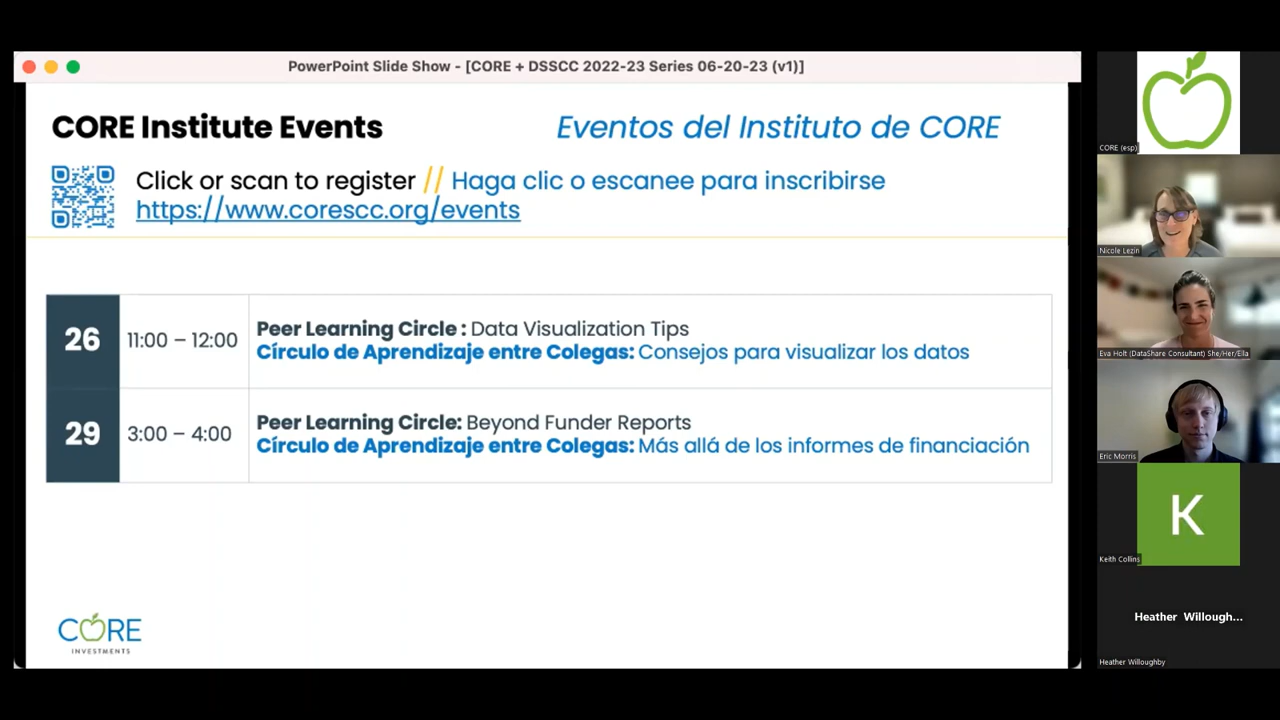 PowerPoint Slide Show - [CORE + DSSCC 2022-23 Series 06-20-23 (v1)]
CORE Institute Events
Eventos del Instituto de CORE
Click or scan to register // Haga clic o escanee para inscribirse
https://www.corescc.org/events
26
11:00 – 12:00
Peer Learning Circle : Data Visualization Tips
Círculo de Aprendizaje entre Colegas: Consejos para visualizar los datos
29
3:00 – 4:00
Peer Learning Circle: Beyond Funder Reports
Círculo de Aprendizaje entre Colegas: Más allá de los informes de financiación
CORE
INVESTMENTS
CORE (esp)
Nicole Lezin
Eva Holt (DataShare Consultant) She/Her/Ella
Eric Morris
K
Keith Collins
Heather Willough...
Heather Willoughby